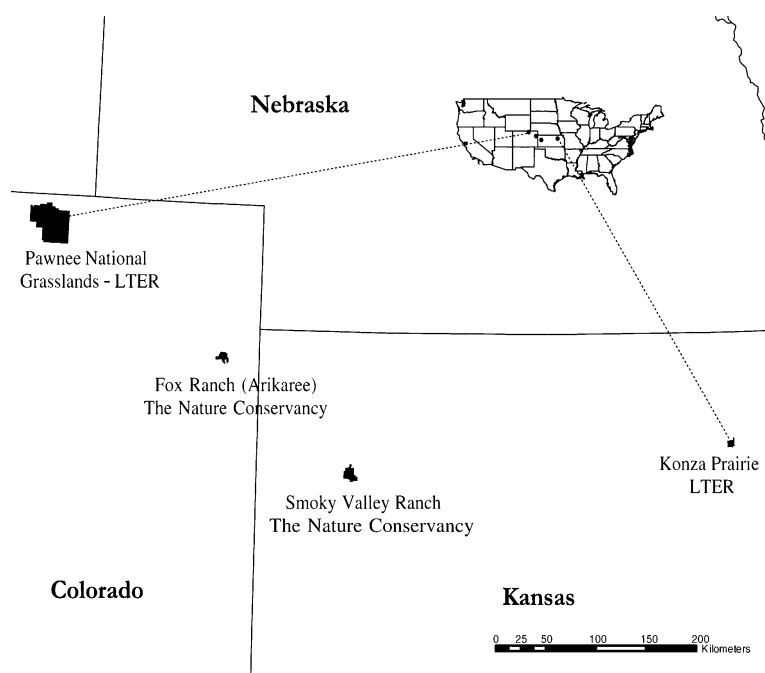 Nebraska
Pawnee National
Grasslands - LTER
Fox Ranch (Arikaree)
The Nature Conservancy
Konza Prairie
LTER
Smoky Valley Ranch
The Nature Conservancy
Colorado
Kansas
0 25 50 100 150 200
Kilometers